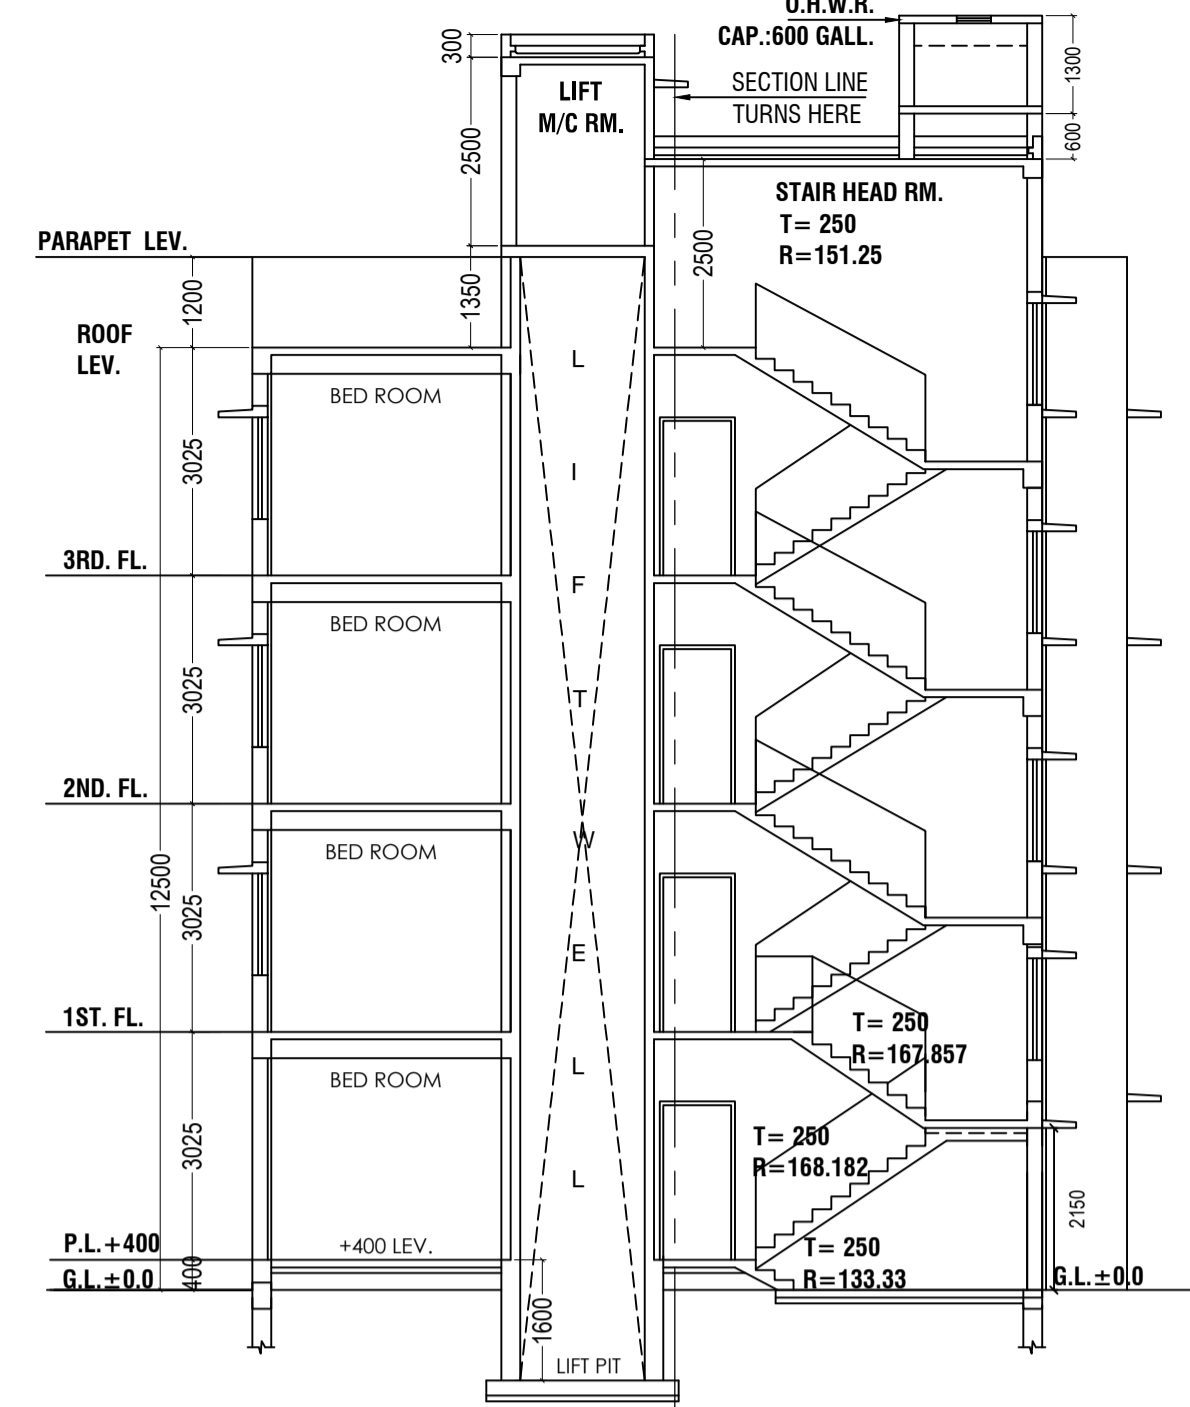 O.H.W.R.
CAP.:600 GALL.
SECTION LINE
TURNS HERE
LIFT
M/C RM.
300
2500
1350
1300
600
STAIR HEAD RM.
T= 250
R=151.25
2500
PARAPET LEV.
1200
ROOF
LEV.
BED ROOM
3025
3RD. FL.
BED ROOM
3025
2ND. FL.
BED ROOM
12500
3025
1ST. FL.
BED ROOM
3025
L
I
F
T
W
E
L
L
T= 250
R=167.857
T= 250
R=168.182
T= 250
R=133.33
2150
P.L.+400
+400 LEV.
G.L.±0.0
400
G.L.±0.0
1600
LIFT PIT